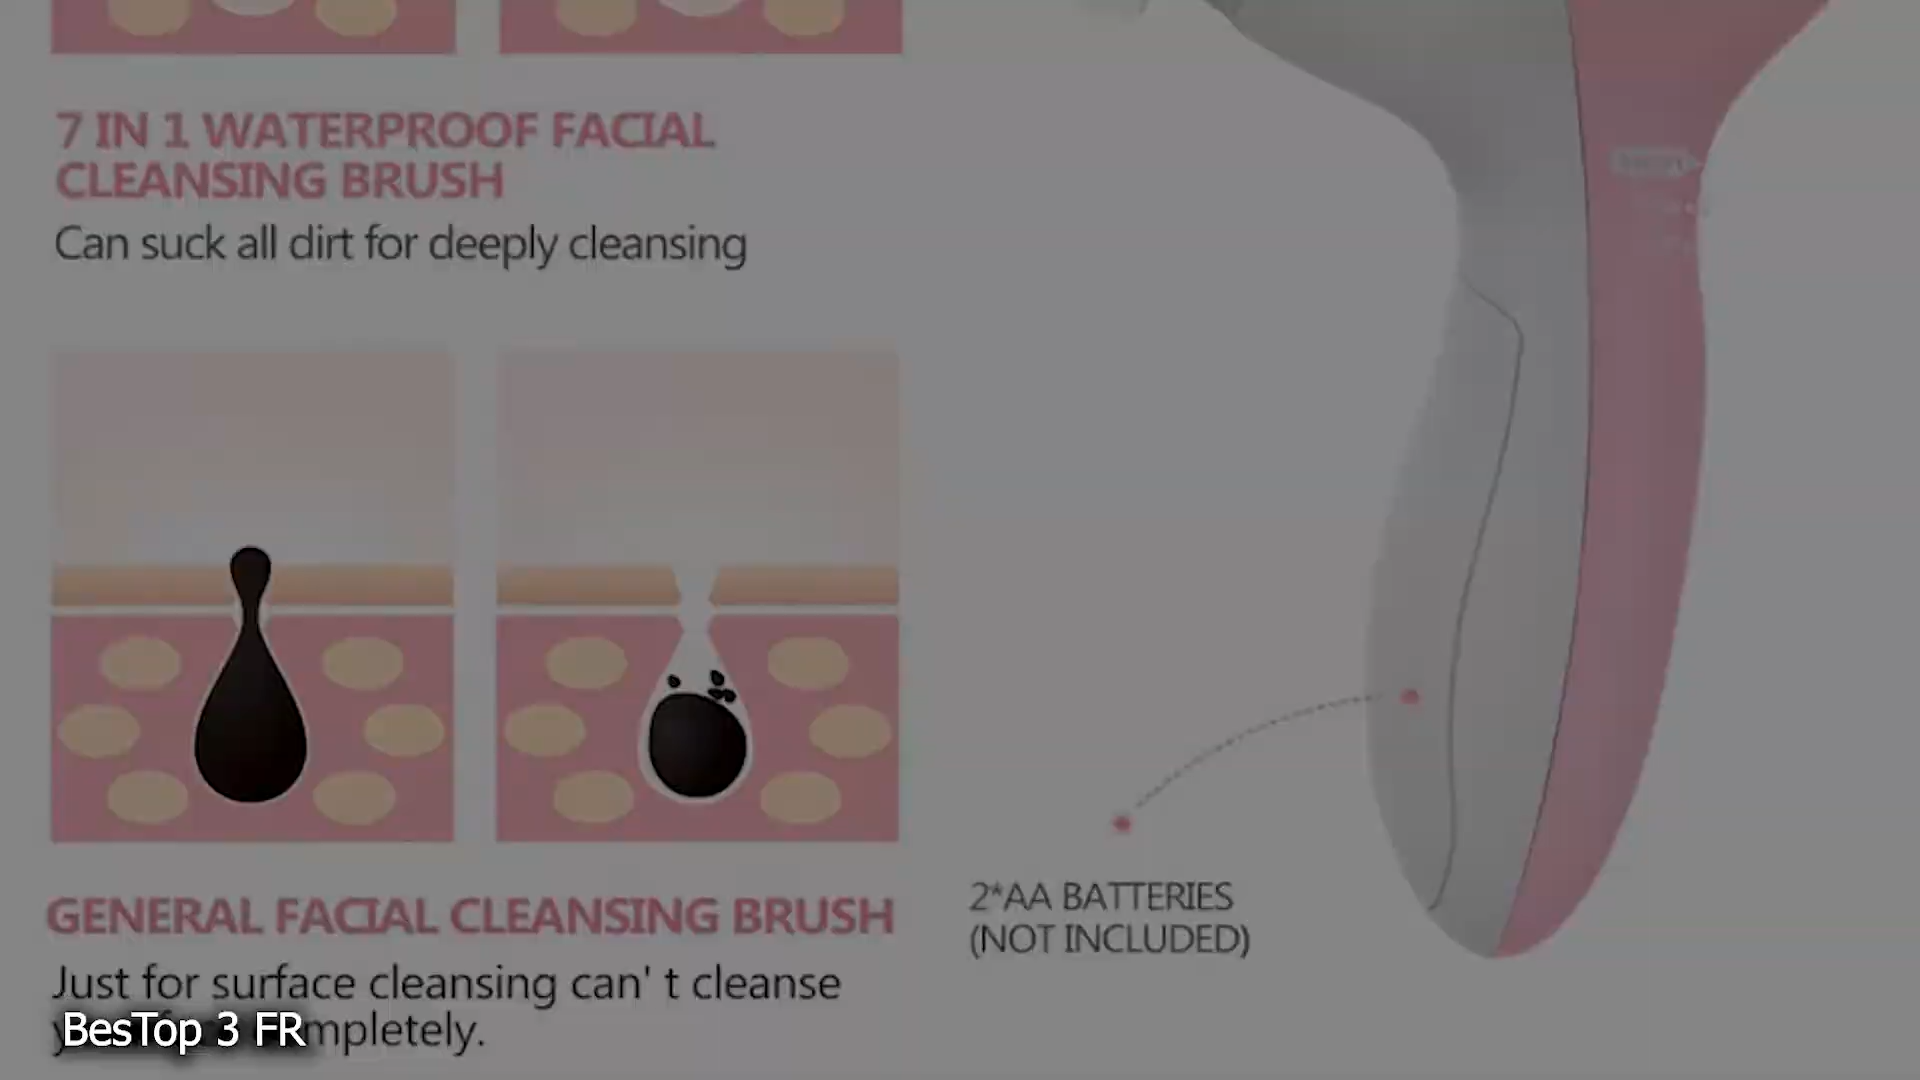 7 IN 1 WATERPROOF FACIAL
CLEANSING BRUSH
Can suck all dirt for deeply cleansing
GENERAL FACIAL CLEANSING BRUSH
Just for surface cleansing can' t cleanse
mpletely.
BesTop 3 FR
2*AA BATTERIES
(NOT INCLUDED)